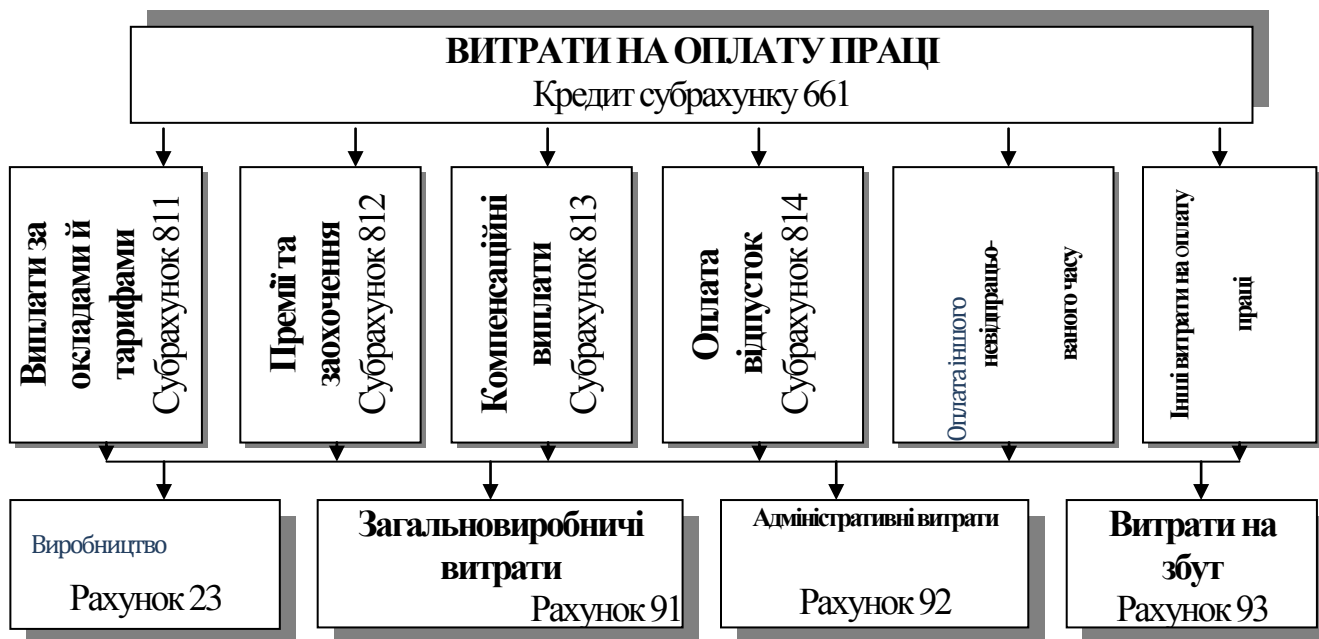 ВИТРАТИ НА ОПЛАТУ ПРАЦІ
Кредит субрахунку 661
Виплати за
окладами й
тарифами
Субрахунок 811
Премії та
заохочення
Субрахунок 812
Компенсаційні
виплати
Субрахунок 813
Оплата
відпусток
Субрахунок 814
Оплата іншого
невідпрацьо-
ваного часу
Інші витрати на оплату
праці
Виробництво
Рахунок 23
Загальновиробничі
витрати
Рахунок 91
Адміністративні витрати
Рахунок 92
Витрати на
збут
Рахунок 93